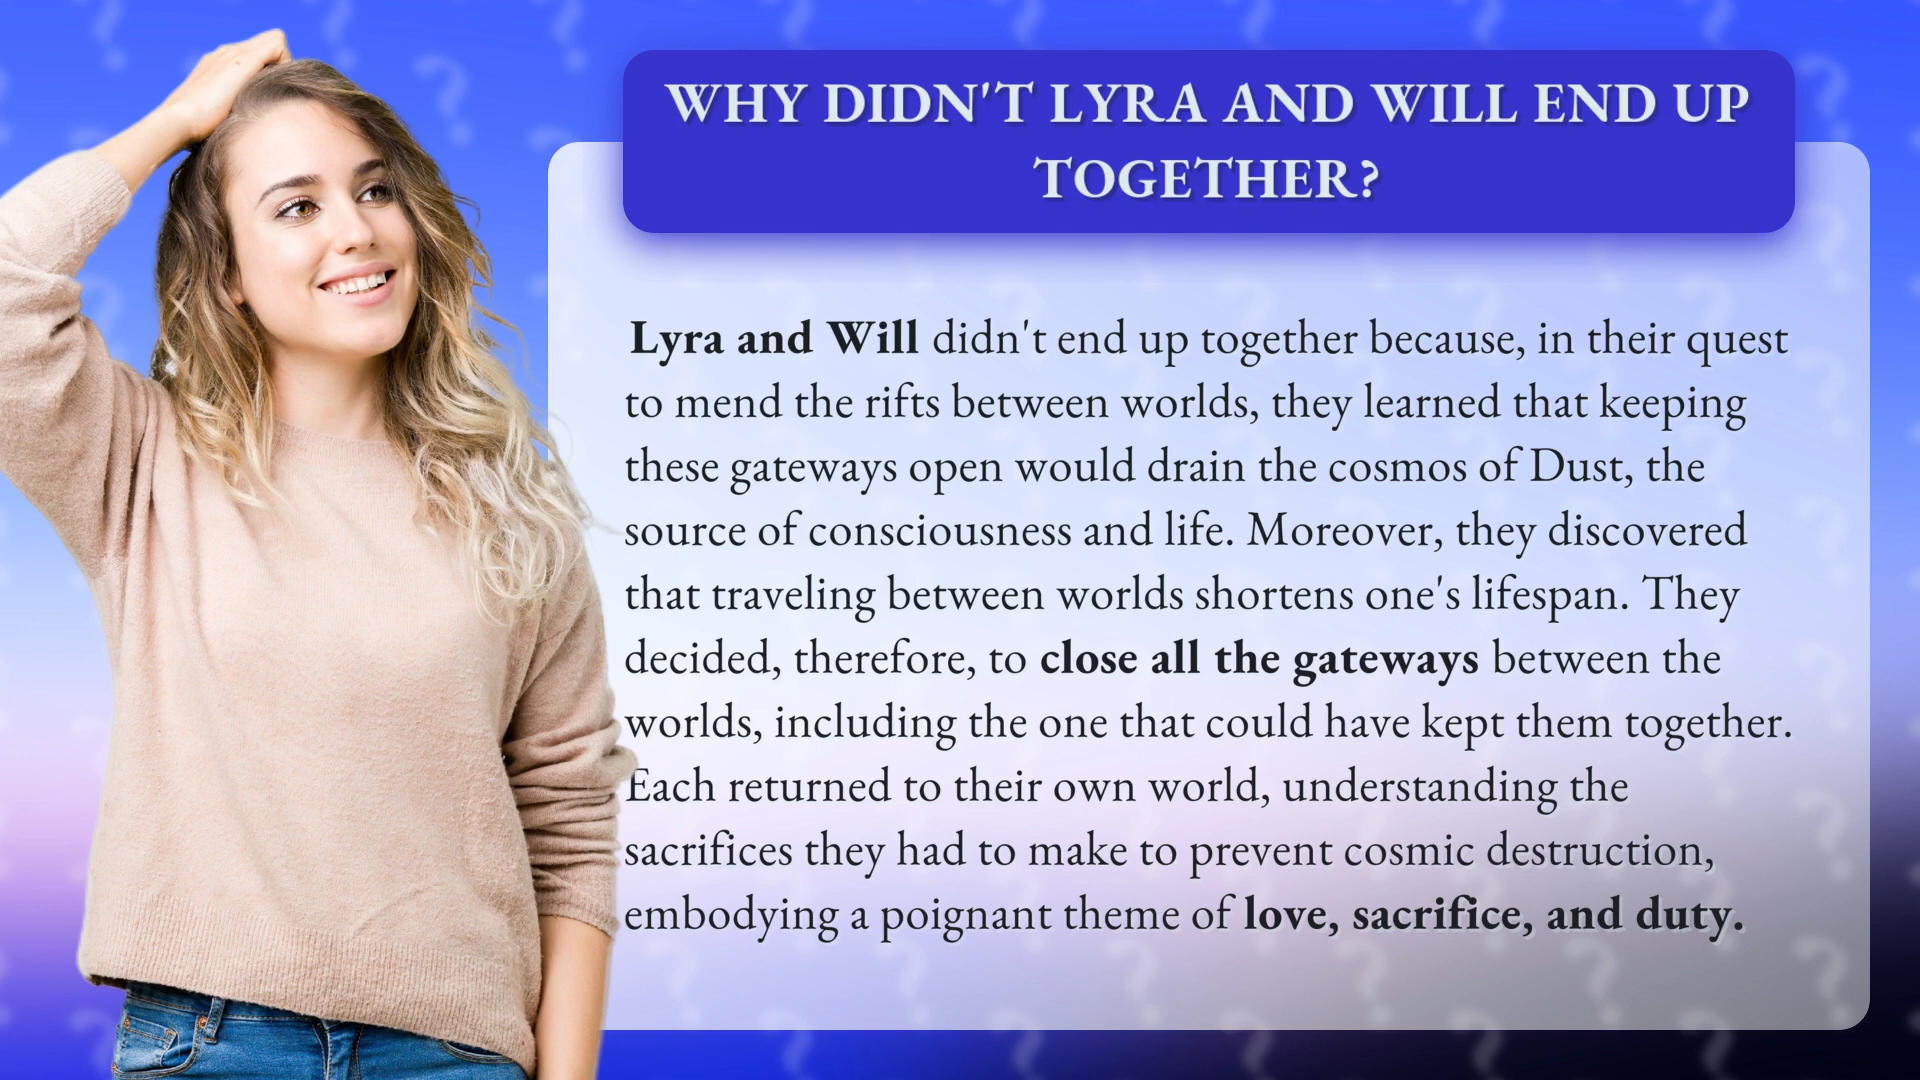 WHY DIDN'T LYRA AND WILL END UP
TOGETHER?
Lyra and Will didn't end up together because, in their quest
to mend the rifts between worlds, they learned that keeping
these gateways open would drain the cosmos of Dust, the
source of consciousness and life. Moreover, they discovered
that traveling between worlds shortens one's lifespan. They
decided, therefore, to close all the gateways between the
worlds, including the one that could have kept them together.
Each returned to their own world, understanding the
sacrifices they had to make to prevent cosmic destruction,
embodying a poignant theme of love, sacrifice, and duty.